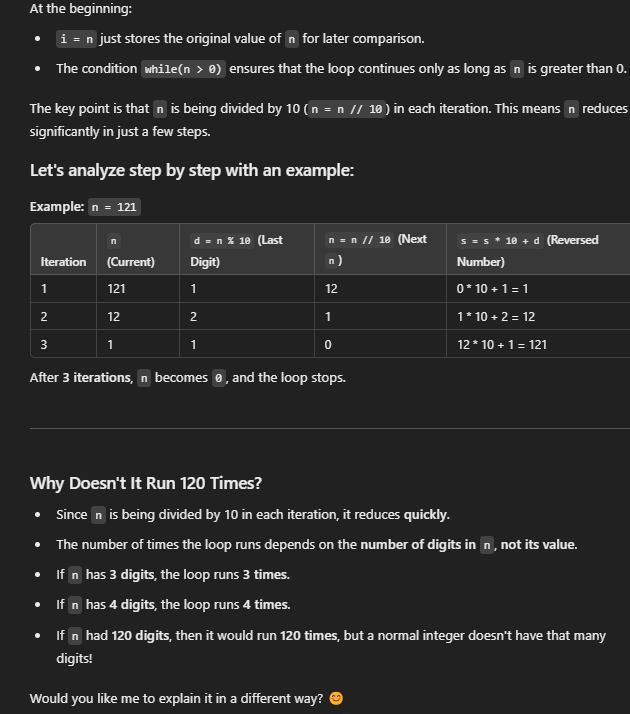 At the beginning:
• i = n just stores the original value of n for later comparison.
• The condition while(n > 0) ensures that the loop continues only as long as n is greater than 0.
The key point is that n is being divided by 10 ( n = n // 10 ) in each iteration. This means n reduces
significantly in just a few steps.
Let's analyze step by step with an example:
Example: n = 121
Iteration n (Current) d = n % 10 (Last Digit) n = n // 10 (Next n ) s = s * 10 + d (Reversed Number)
1 121 1 12 0 * 10 + 1 = 1
2 12 2 1 1 * 10 + 2 = 12
3 1 1 0 12 * 10 + 1 = 121
After 3 iterations, n becomes 0 , and the loop stops.
Why Doesn't It Run 120 Times?
• Since n is being divided by 10 in each iteration, it reduces quickly.
• The number of times the loop runs depends on the number of digits in n , not its value.
• If n has 3 digits, the loop runs 3 times.
• If n has 4 digits, the loop runs 4 times.
• If n had 120 digits, then it would run 120 times, but a normal integer doesn't have that many
digits!
Would you like me to explain it in a different way? 😊